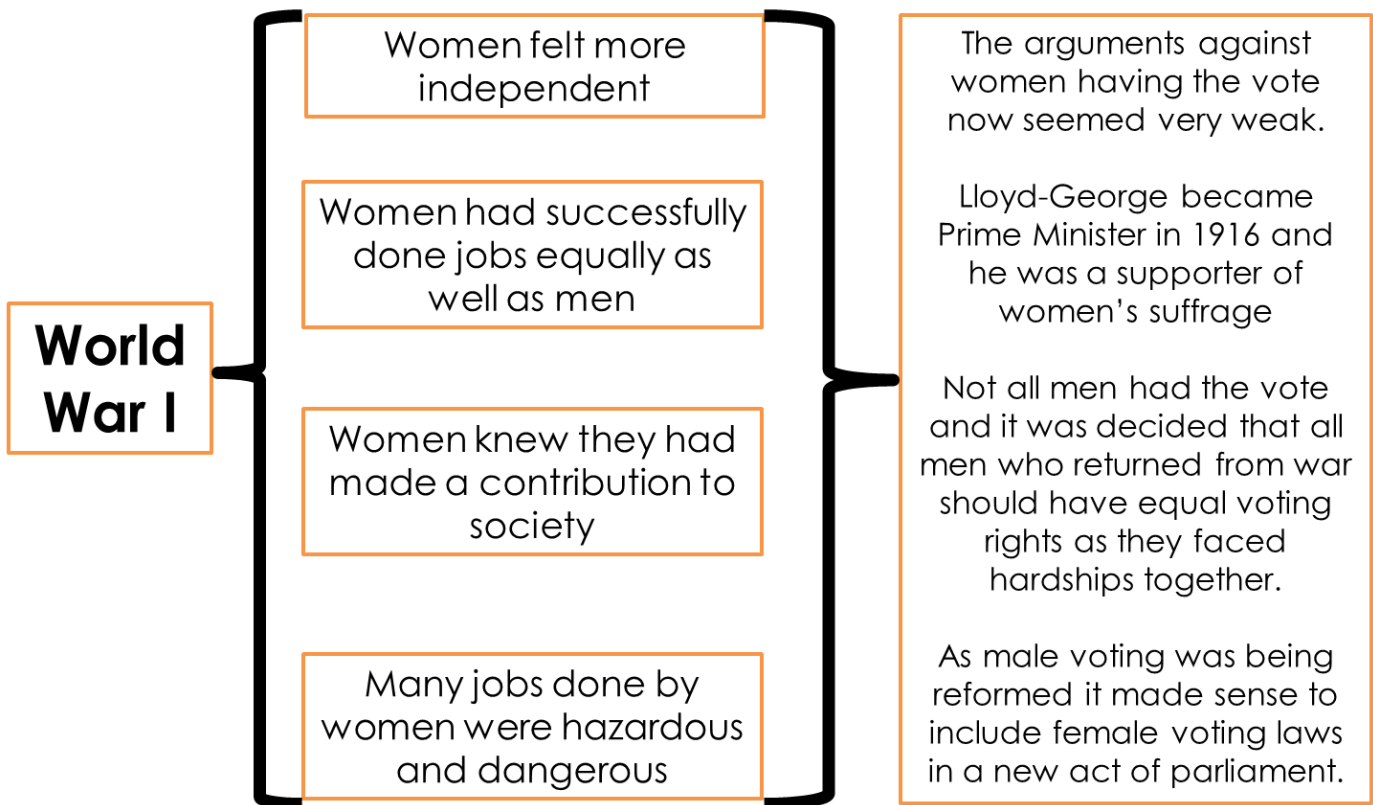 World
War I
Women felt more
independent
Women had successfully
done jobs equally as
well as men
Women knew they had
made a contribution to
society
Many jobs done by
women were hazardous
and dangerous
The arguments against
women having the vote
now seemed very weak.
Lloyd-George became
Prime Minister in 1916 and
he was a supporter of
women’s suffrage
Not all men had the vote
and it was decided that all
men who returned from war
should have equal voting
rights as they faced
hardships together.
As male voting was being
reformed it made sense to
include female voting laws
in a new act of parliament.